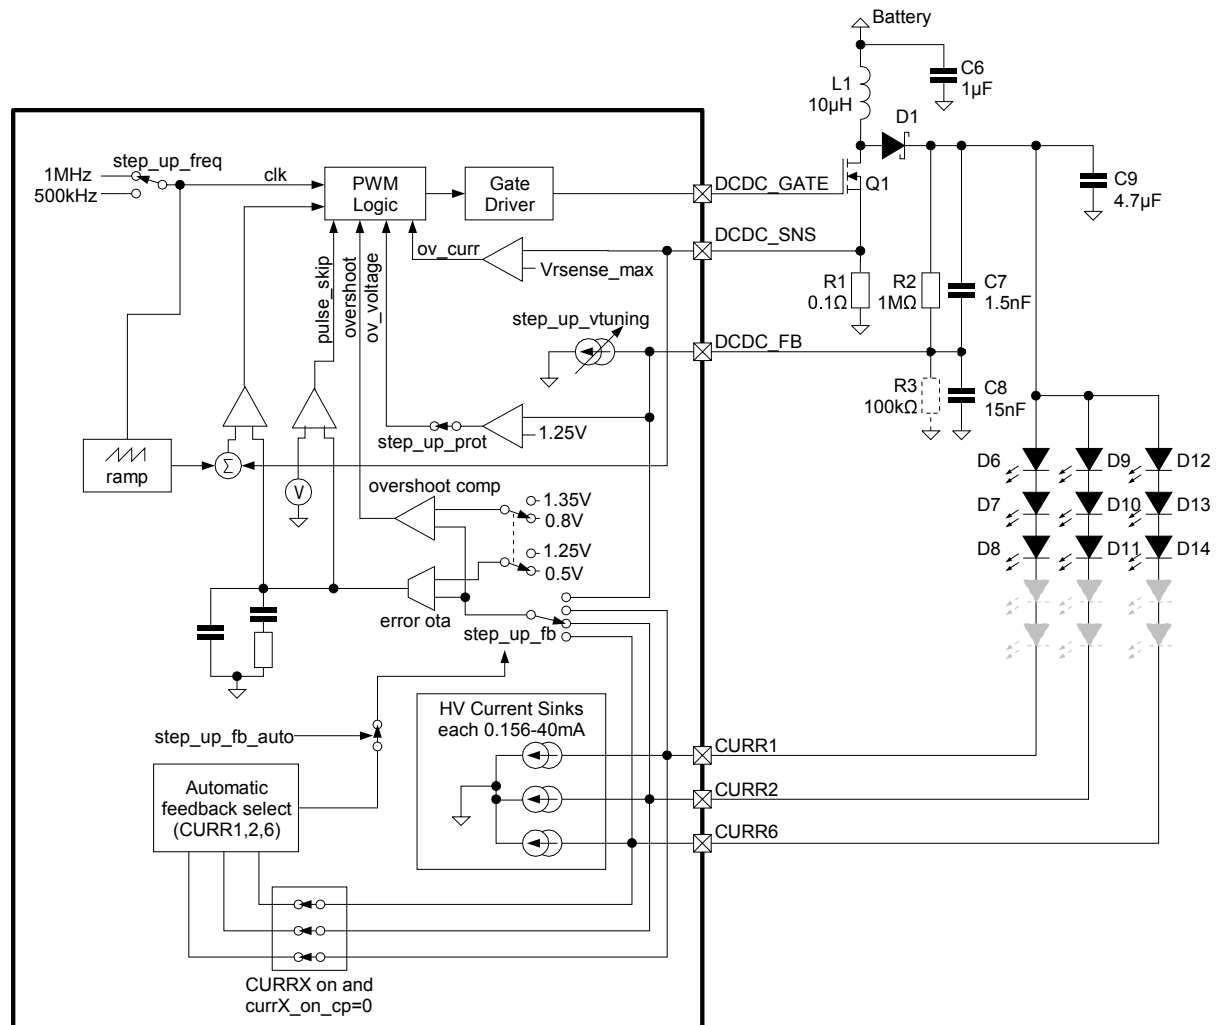 Battery
C6
1µF
L1
10µH
D1
step_up_freq
1MHz
500kHz
clk
PWM
Logic
Gate
Driver
DCDC_GATE
Q1
C9
4.7µF
DCDC_SNS
ov_curr
Vrsense_max
pulse_skip
overshoot
ov_voltage
R1
0.1Ω
R2
1MΩ
C7
1.5nF
step_up_vtuning
DCDC_FB
R3
100kΩ
C8
15nF
step_up_prot
1.25V
ramp
Σ
V
overshoot comp
1.35V
0.8V
1.25V
0.5V
error ota
step_up_fb
D6
D9
D12
D7
D10
D13
D8
D11
D14
HV Current Sinks
each 0.156-40mA
step_up_fb_auto
CURR1
CURR2
CURR6
Automatic
feedback select
(CURR1,2,6)
CURRX on and
currX_on_cp=0